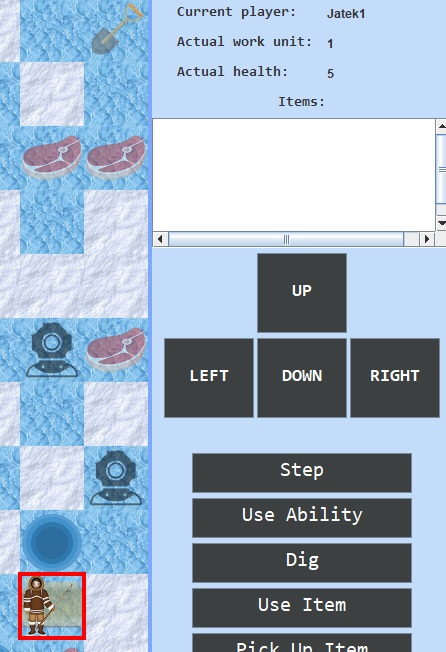 Current player: Jatek1
Actual work unit: 1
Actual health: 5
Items:
UP
LEFT DOWN RIGHT
Step
Use Ability
Dig
Use Item
Pick Up Item